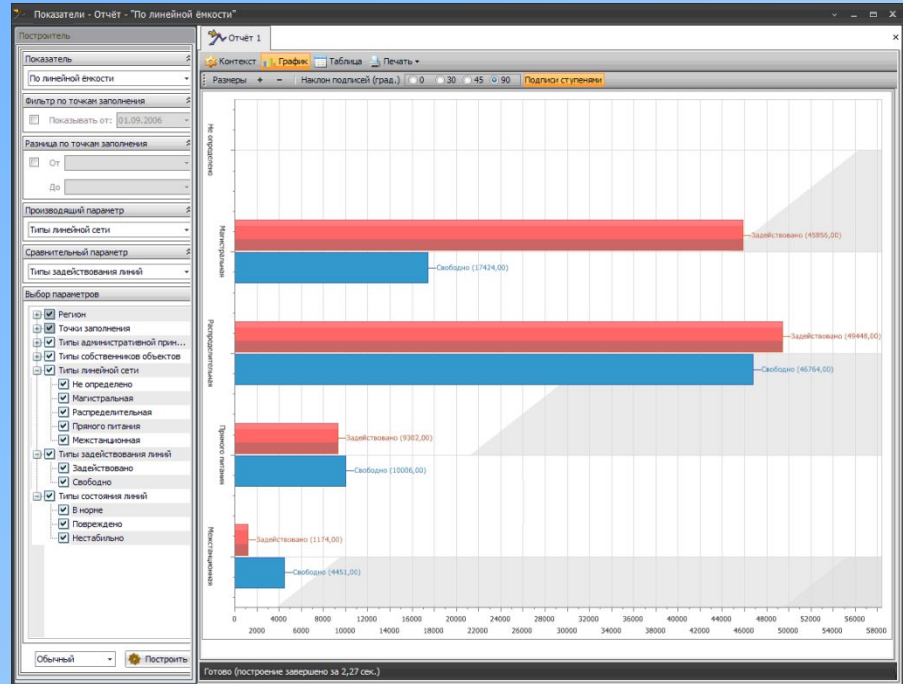 Показатели - Отчёт - "По линейной ёмкости"
Построитель
Показатель
По линейной ёмкости
Фильтр по точкам заполнения
Показывать от: 01.09.2006
Разница по точкам заполнения
От
До
Производящий параметр
Типы линейной сети
Сравнительный параметр
Типы задействования линий
Выбор параметров
Регион
Точки заполнения
Типы административной прин...
Типы собственников объектов
Типы линейной сети
Не определено
Магистральная
Распределительная
Прямого питания
Межстанционная
Типы задействования линий
Задействовано
Свободно
Типы состояния линий
В норме
Повреждено
Нестабильно
Обычный
Построить
Отчёт 1
Контекст График Таблица Печать
Размеры + − Наклон подписей (град.) 0 30 45 90 Подписи ступенями
Не определено
Магистральная
Задействовано (45856,00)
Свободно (17424,00)
Распределительная
Задействовано (49448,00)
Свободно (46764,00)
Прямого питания
Задействовано (9302,00)
Свободно (10006,00)
Межстанционная
Задействовано (1174,00)
Свободно (4451,00)
0 4000 8000 12000 16000 20000 24000 28000 32000 36000 40000 44000 48000 52000 56000
2000 6000 10000 14000 18000 22000 26000 30000 34000 38000 42000 46000 50000 54000 58000
Готово (построение завершено за 2,27 сек.)